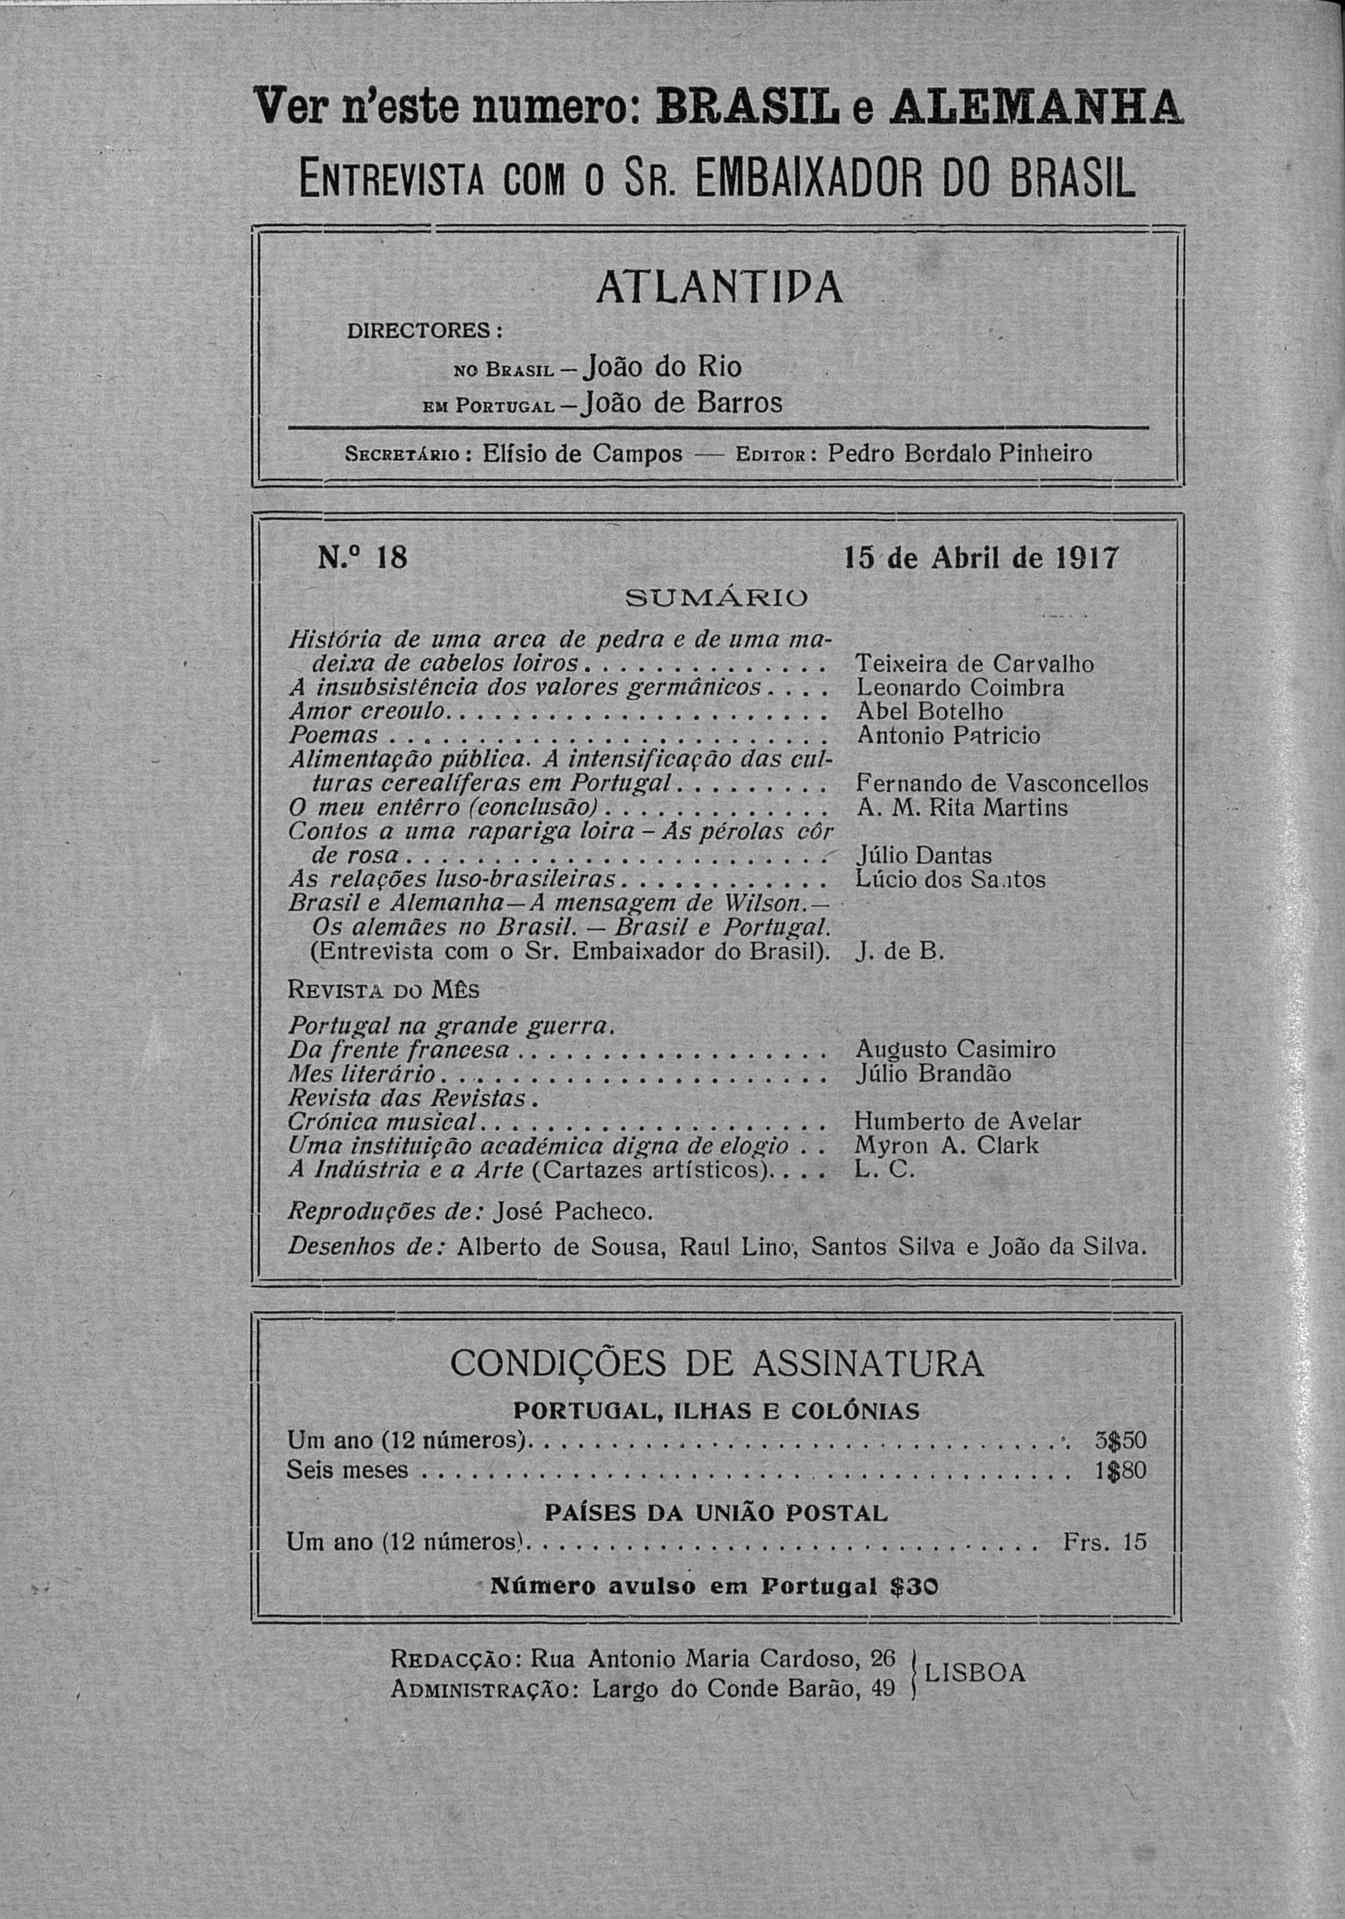 Ver n'este numero: BRASIL e ALEMANHA
ENTREVISTA COM O SR. EMBAIXADOR DO BRASIL
ATLANTIDA
DIRECTORES:
NO BRASIL — João do Rio
EM PORTUGAL — João de Barros
SECRETÁRIO: Elísio de Campos — EDITOR: Pedro Bordalo Pinheiro
N.º 18 15 de Abril de 1917
SUMÁRIO
História de uma arca de pedra e de uma ma-
deixa de cabelos loiros. . . . . . . . . . . . . . Teixeira de Carvalho
A insubsistência dos valores germânicos . . . . Leonardo Coimbra
Amor creoulo. . . . . . . . . . . . . . . . . . . . . . Abel Botelho
Poemas . . . . . . . . . . . . . . . . . . . . . . . . . Antonio Patricio
Alimentação pública. A intensificação das cul-
turas cerealíferas em Portugal. . . . . . . . . Fernando de Vasconcellos
O meu entêrro (conclusão) . . . . . . . . . . . . . A. M. Rita Martins
Contos a uma rapariga loira – As pérolas côr
de rosa . . . . . . . . . . . . . . . . . . . . . . . . Júlio Dantas
As relações luso-brasileiras. . . . . . . . . . . . Lúcio dos Santos
Brasil e Alemanha—A mensagem de Wilson.—
Os alemães no Brasil. — Brasil e Portugal.
(Entrevista com o Sr. Embaixador do Brasil). J. de B.
REVISTA DO MÊS
Portugal na grande guerra.
Da frente francesa . . . . . . . . . . . . . . . . . . Augusto Casimiro
Mes literário. . . . . . . . . . . . . . . . . . . . . . Júlio Brandão
Revista das Revistas .
Crónica musical. . . . . . . . . . . . . . . . . . . . Humberto de Avelar
Uma instituição académica digna de elogio . . Myron A. Clark
A Indústria e a Arte (Cartazes artísticos). . . . L. C.
Reproduções de: José Pacheco.
Desenhos de: Alberto de Sousa, Raul Lino, Santos Silva e João da Silva.
CONDIÇÕES DE ASSINATURA
PORTUGAL, ILHAS E COLÓNIAS
Um ano (12 números). . . . . . . . . . . . . . . . . . . . . . . . . . . . . . . . 3$50
Seis meses . . . . . . . . . . . . . . . . . . . . . . . . . . . . . . . . . . . . . . 1$80
PAÍSES DA UNIÃO POSTAL
Um ano (12 números). . . . . . . . . . . . . . . . . . . . . . . . . . . . . . Frs. 15
Número avulso em Portugal $30
REDACÇÃO: Rua Antonio Maria Cardoso, 26
ADMINISTRAÇÃO: Largo do Conde Barão, 49 } LISBOA